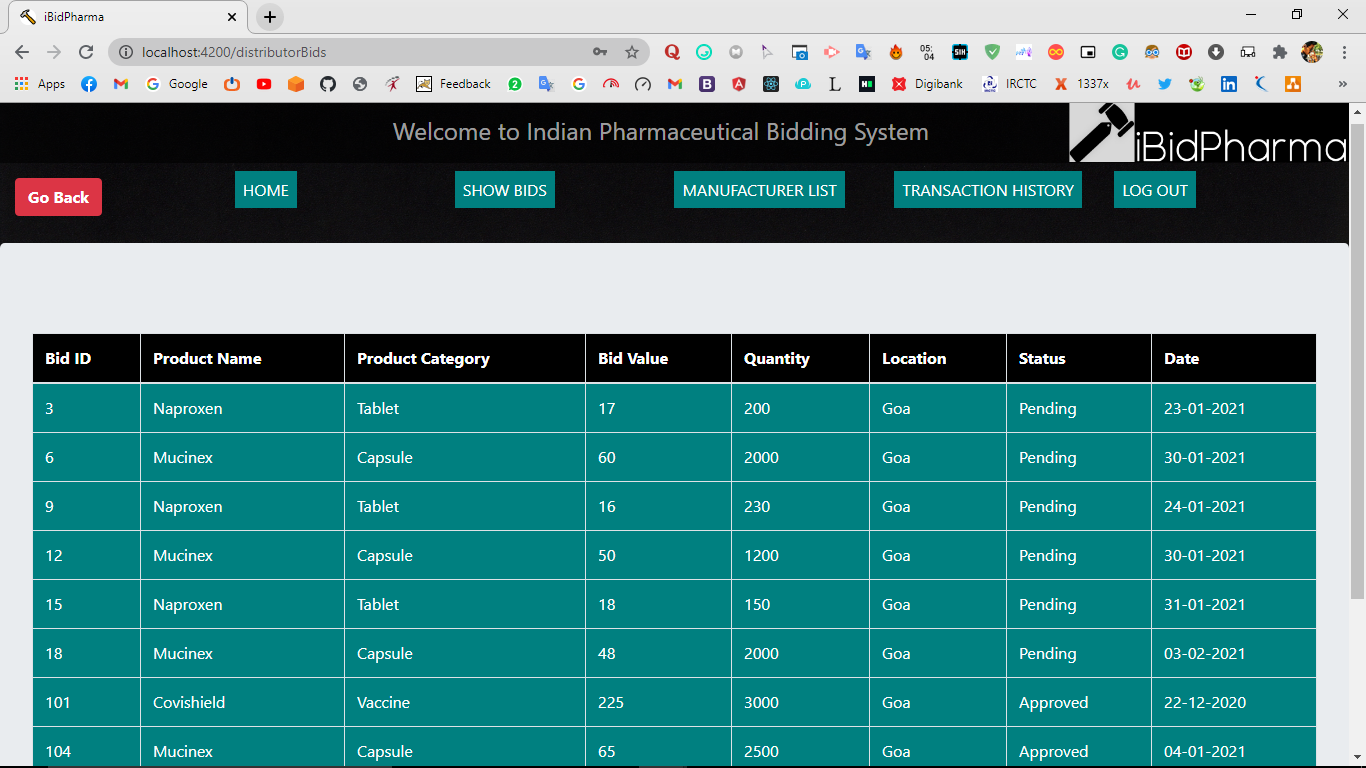 iBidPharma
localhost:4200/distributorBids
05:
04
SIH
Apps
Google
Feedback
2
Digibank
IRCTC
1337x
Welcome to Indian Pharmaceutical Bidding System
iBidPharma
Go Back
HOME
SHOW BIDS
MANUFACTURER LIST
TRANSACTION HISTORY
LOG OUT
Bid ID Product Name Product Category Bid Value Quantity Location Status Date
3 Naproxen Tablet 17 200 Goa Pending 23-01-2021
6 Mucinex Capsule 60 2000 Goa Pending 30-01-2021
9 Naproxen Tablet 16 230 Goa Pending 24-01-2021
12 Mucinex Capsule 50 1200 Goa Pending 30-01-2021
15 Naproxen Tablet 18 150 Goa Pending 31-01-2021
18 Mucinex Capsule 48 2000 Goa Pending 03-02-2021
101 Covishield Vaccine 225 3000 Goa Approved 22-12-2020
104 Mucinex Capsule 65 2500 Goa Approved 04-01-2021